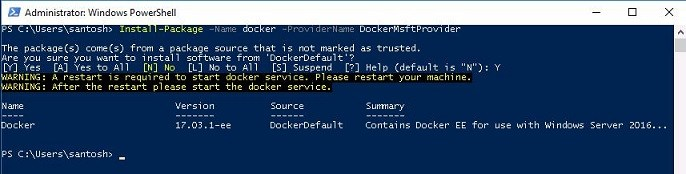 Administrator: Windows PowerShell
PS C:\Users\santosh> Install-Package -Name docker -ProviderName DockerMsftProvider
The package(s) come(s) from a package source that is not marked as trusted.
Are you sure you want to install software from 'DockerDefault'?
[Y] Yes [A] Yes to All [N] No [L] No to All [S] Suspend [?] Help (default is "N"): Y
WARNING: A restart is required to start docker service. Please restart your machine.
WARNING: After the restart please start the docker service.
Name Version Source Summary
---- ------- ------ -------
Docker 17.03.1-ee DockerDefault Contains Docker EE for use with Windows Server 2016...
PS C:\Users\santosh> _